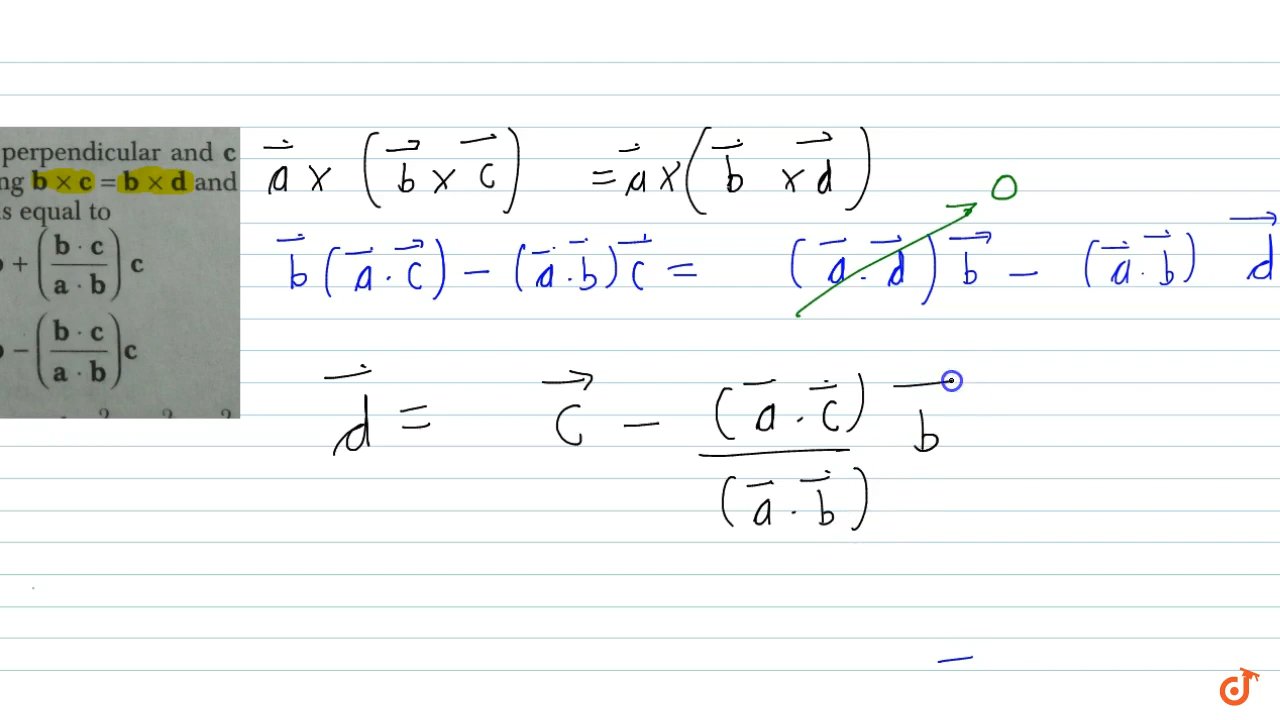 perpendicular and c
ng b × c = b × d and
s equal to
+ (b · c / a · b) c
− (b · c / a · b) c
a⃗ × (b⃗ × c⃗) = a⃗ × (b⃗ × d⃗)
0
b⃗ (a⃗ . c⃗) − (a⃗ . b⃗) c⃗ = (a⃗ . d⃗) b⃗ − (a⃗ . b⃗) d⃗
d⃗ = c⃗ − (a⃗ . c⃗) / (a⃗ . b⃗) b⃗